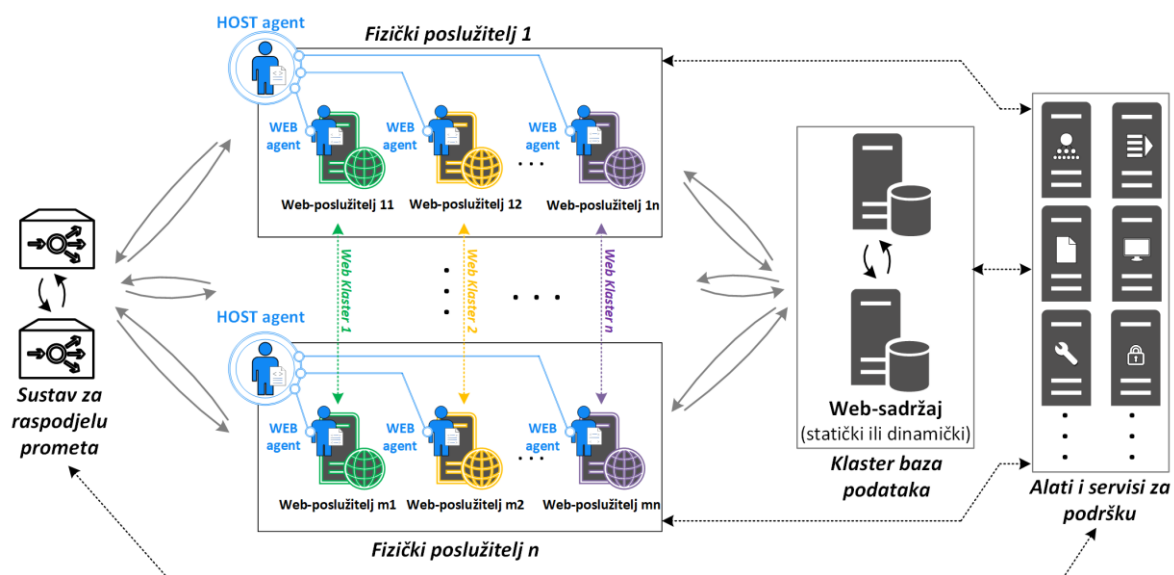 HOST agent
Fizički poslužitelj 1
WEB
agent
WEB
agent
WEB
agent
. . .
Web-poslužitelj 11
Web-poslužitelj 12
Web-poslužitelj 1n
Web Klaster 1
Web Klaster 2
Web Klaster n
. . .
HOST agent
WEB
agent
WEB
agent
WEB
agent
. . .
Web-poslužitelj m1
Web-poslužitelj m2
Web-poslužitelj mn
Fizički poslužitelj n
Sustav za
raspodjelu
prometa
Web-sadržaj
(statički ili dinamički)
Klaster baza
podataka
Alati i servisi za
podršku